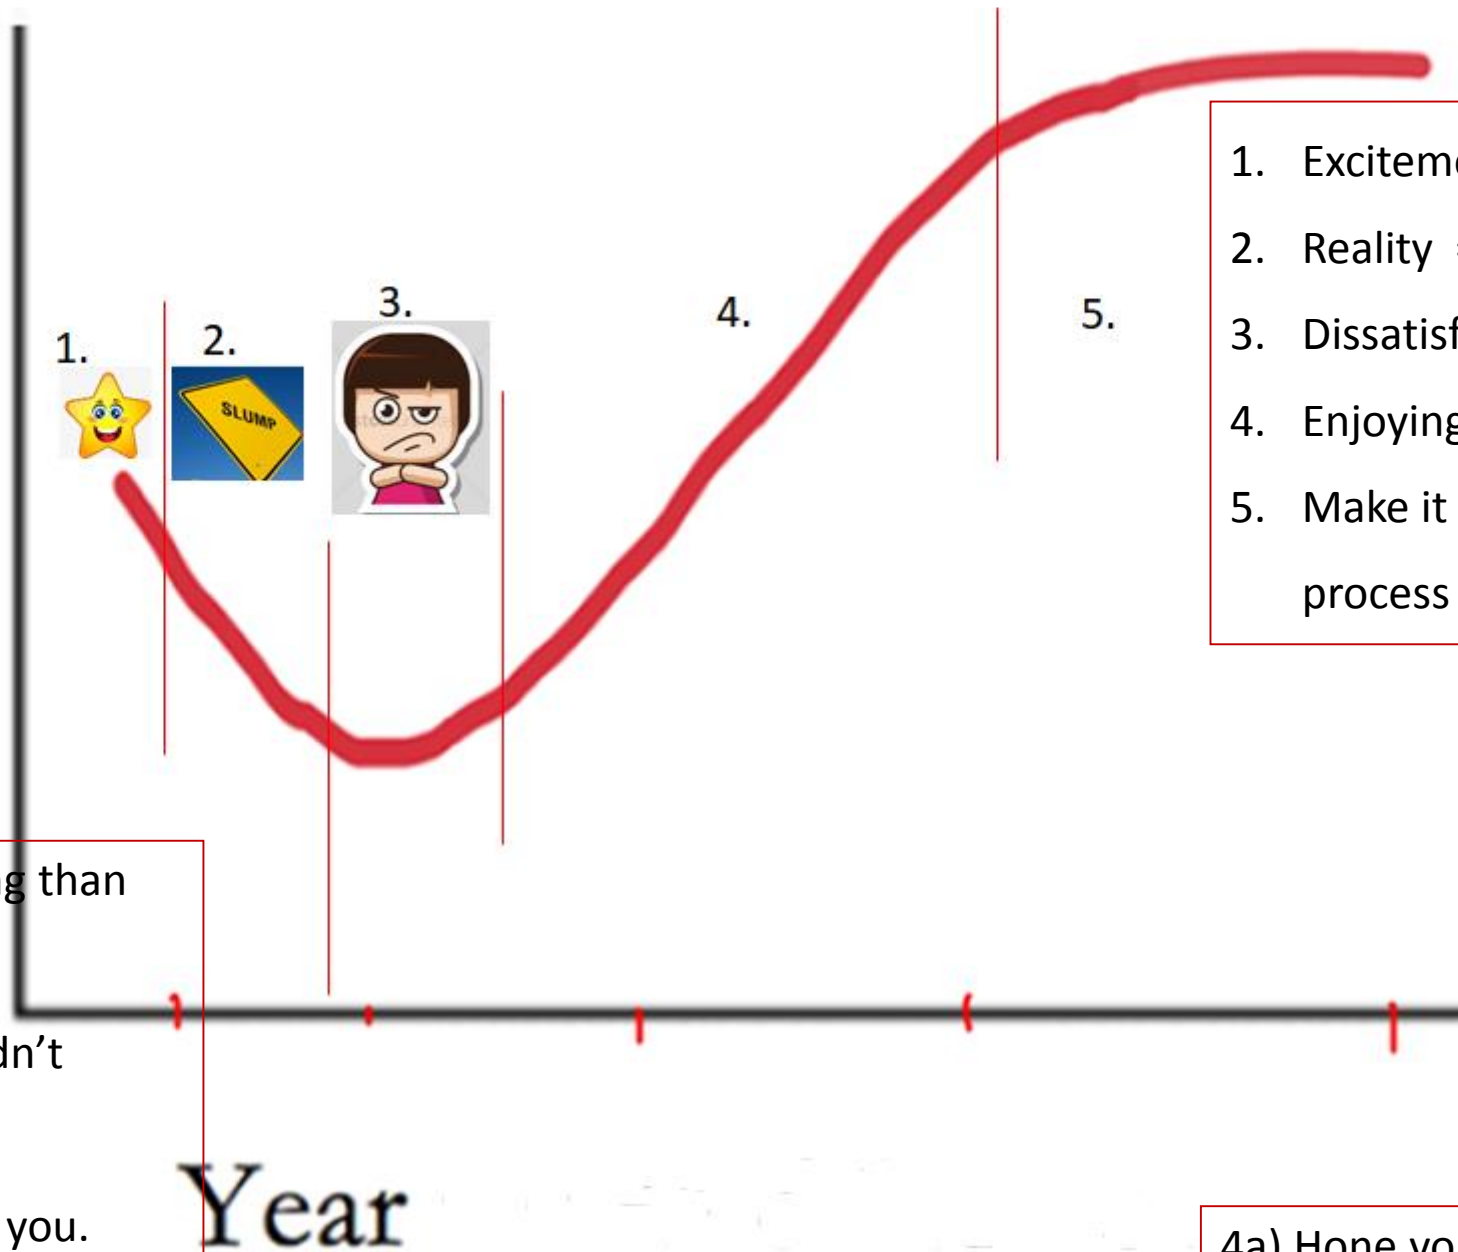 1. Excitem
2. Reality
3. Dissatisf
4. Enjoying
5. Make it
process
3.
4.
5.
2.
1.
SLUMP
g than
dn’t
you.
Year
4a) Hope yo